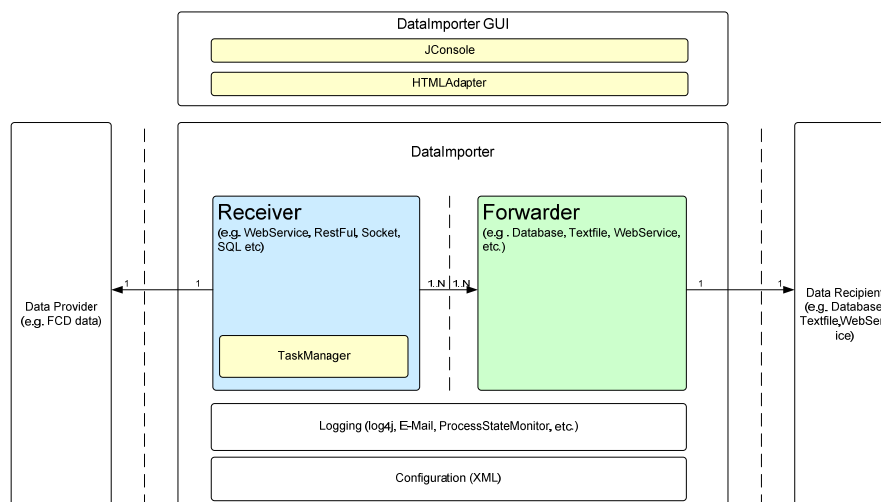 DataImporter GUI
JConsole
HTMLAdapter
DataImporter
Receiver
(e.g. WebService, RestFul, Socket,
SQL etc)
Forwarder
(e.g . Database, Textfile, WebService,
etc.)
1
1
1..N
1..N
1
1
Data Provider
(e.g. FCD data)
Data Recipient
(e.g. Database
Textfile,WebSer
ice)
TaskManager
Logging (log4j, E-Mail, ProcessStateMonitor, etc.)
Configuration (XML)